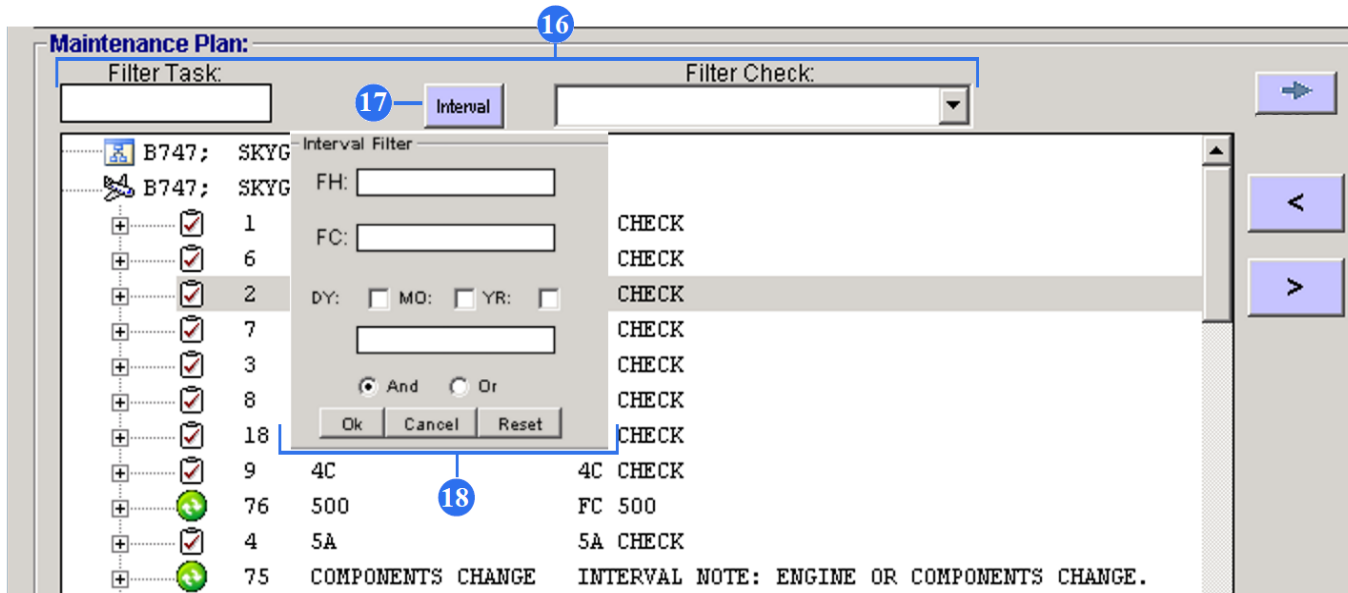 16
Maintenance Plan:
Filter Task: Filter Check:
17 Interval
B747; SKYG
Interval Filter
B747; SKYG
FH:
1 CHECK
FC:
6 CHECK
2 DY: MO: YR: CHECK
7 CHECK
3 CHECK
And Or
8 CHECK
Ok Cancel Reset
18 CHECK
9 4C 4C CHECK
18
76 500 FC 500
4 5A 5A CHECK
75 COMPONENTS CHANGE INTERVAL NOTE: ENGINE OR COMPONENTS CHANGE.
<
>